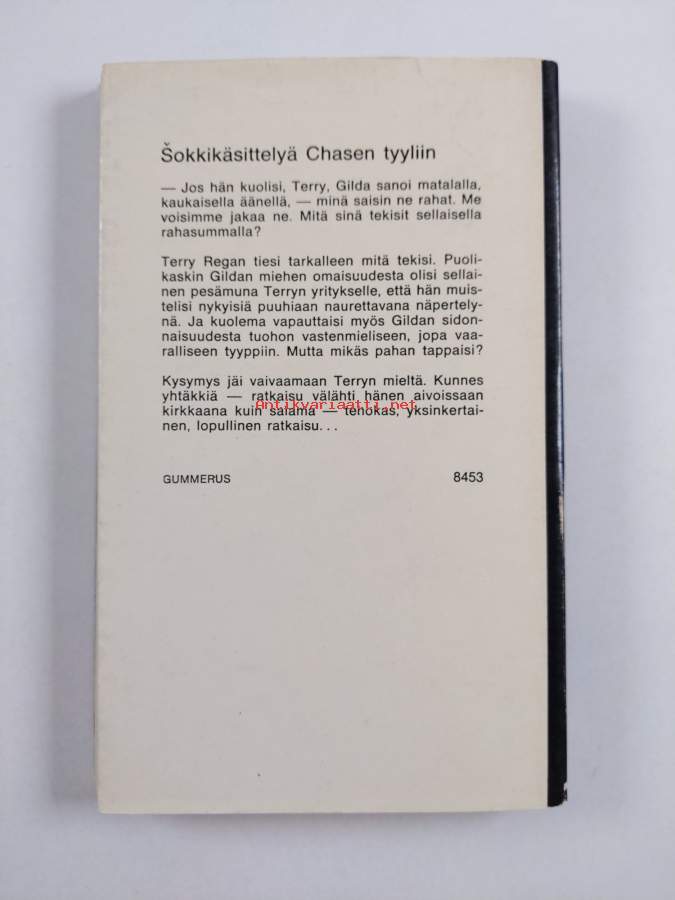 Šokkikäsittelyä Chasen tyyliin
— Jos hän kuolisi, Terry, Gilda sanoi matalalla,
kaukaisella äänellä, — minä saisin ne rahat. Me
voisimme jakaa ne. Mitä sinä tekisit sellaisella
rahasummalla?
Terry Regan tiesi tarkalleen mitä tekisi. Puoli-
kaskin Gildan miehen omaisuudesta olisi sellai-
nen pesämuna Terryn yritykselle, että hän muis-
telisi nykyisiä puuhiaan naurettavana näpertely-
nä. Ja kuolema vapauttaisi myös Gildan sidon-
naisuudesta tuohon vastenmieliseen, jopa vaa-
ralliseen tyyppiin. Mutta mikäs pahan tappaisi?
Kysymys jäi vaivaamaan Terryn mieltä. Kunnes
yhtäkkiä — ratkaisu välähti hänen aivoissaan
Antikvariaatti.net
kirkkaana kuin salama — tehokas, yksinkertai-
nen, lopullinen ratkaisu...
GUMMERUS 8453